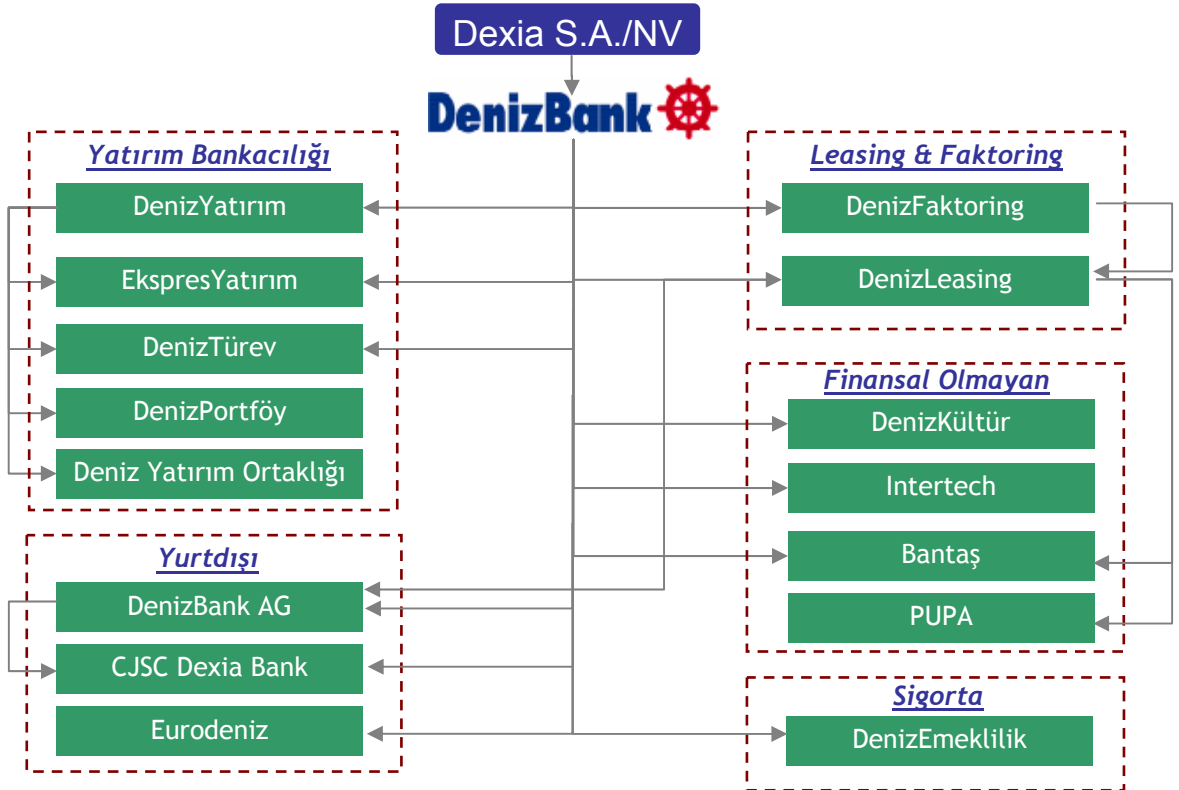 Dexia S.A./NV
DenizBank
Yatırım Bankacılığı
DenizYatırım
EkspresYatırım
DenizTürev
DenizPortföy
Deniz Yatırım Ortaklığı
Yurtdışı
DenizBank AG
CJSC Dexia Bank
Eurodeniz
Leasing & Faktoring
DenizFaktoring
DenizLeasing
Finansal Olmayan
DenizKültür
Intertech
Bantaş
PUPA
Sigorta
DenizEmeklilik